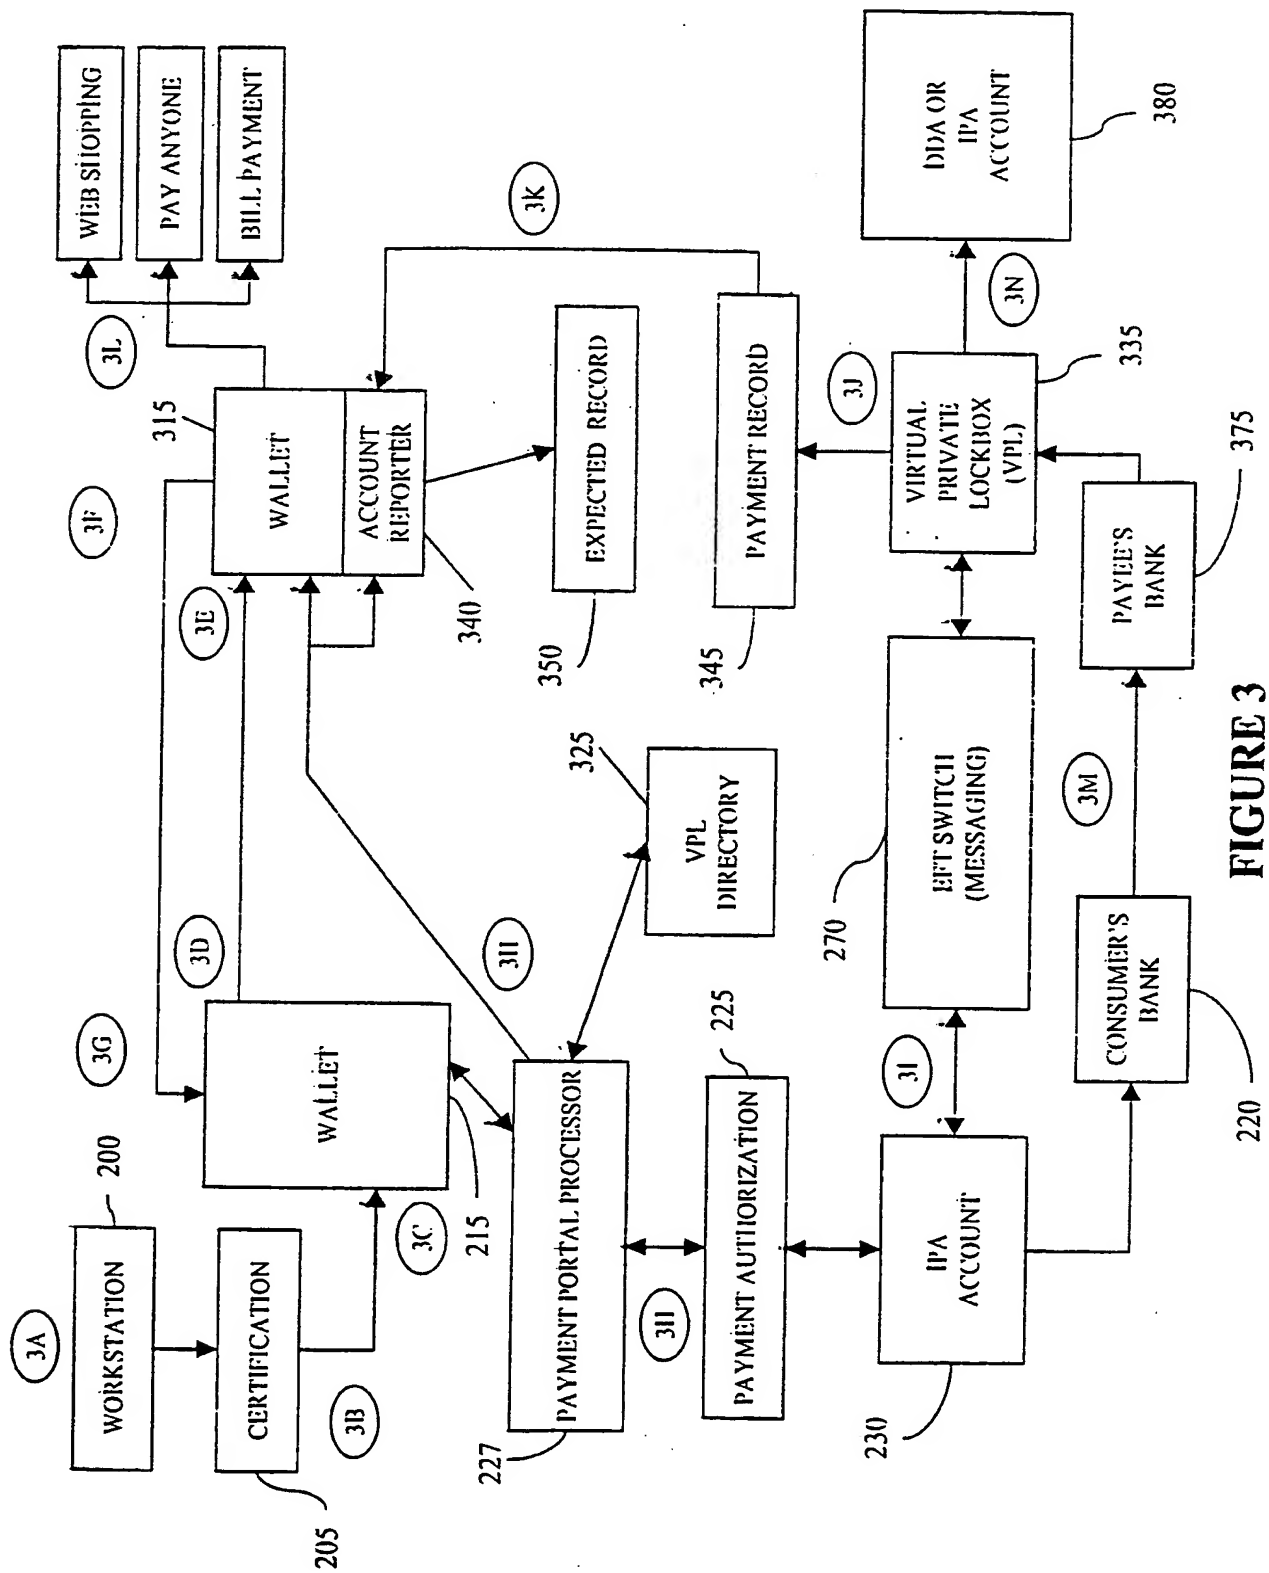 3A
WORKSTATION
200
CERTIFICATION
205
3B
3C
WALLET
215
3G
3D
3E
3F
WALLET
315
ACCOUNT
REPORTER
340
3L
WEB SHOPPING
PAY ANYONE
BILL PAYMENT
3K
PAYMENT PORTAL PROCESSOR
227
3H
VPL
DIRECTORY
325
EXPECTED RECORD
350
3H
PAYMENT AUTHORIZATION
225
PAYMENT RECORD
345
3J
IPA
ACCOUNT
230
3I
EFT SWITCH
(MESSAGING)
270
VIRTUAL
PRIVATE
LOCKBOX
(VPL)
335
3N
DDA OR
IPA
ACCOUNT
380
CONSUMER'S
BANK
220
3M
PAYEE'S
BANK
375
FIGURE 3